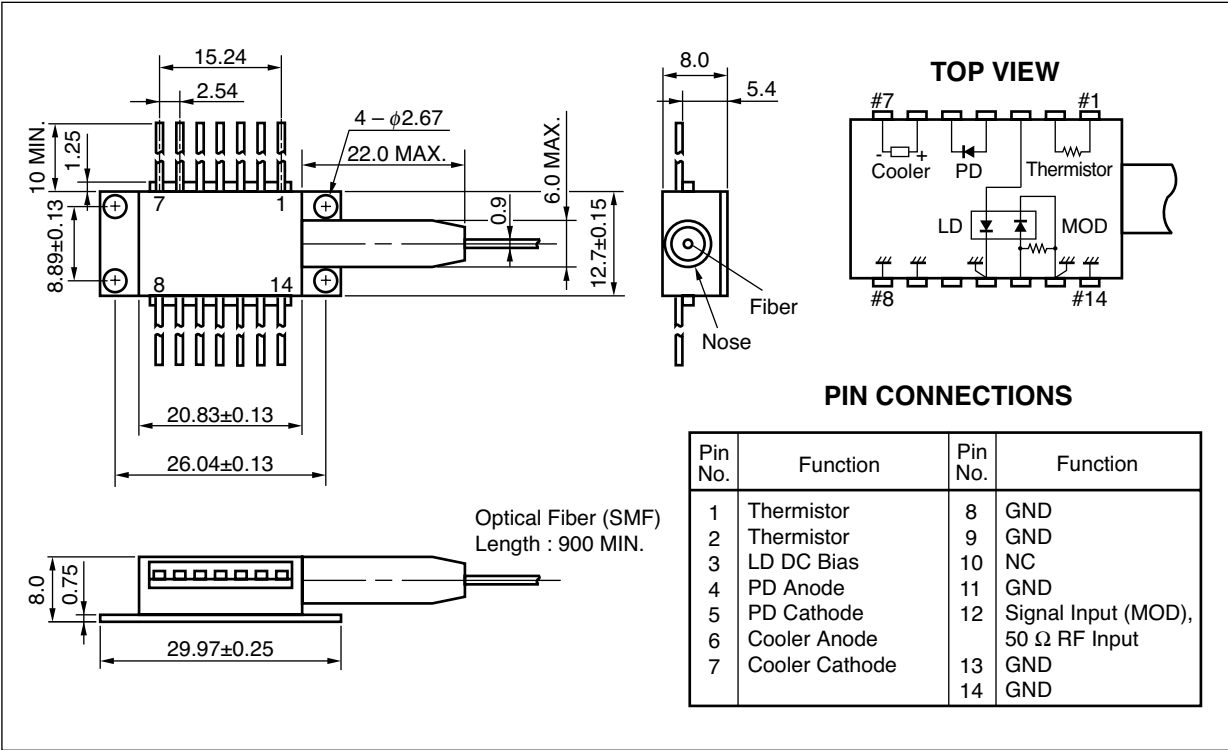 15.24
2.54
10 MIN.
1.25
4 – ϕ2.67
22.0 MAX.
6.0 MAX.
0.9
8.89±0.13
12.7±0.15
7
1
8
14
20.83±0.13
26.04±0.13
8.0
5.4
Fiber
Nose
TOP VIEW
#7
#1
- +
Cooler
PD
Thermistor
LD
MOD
#8
#14
8.0
0.75
29.97±0.25
Optical Fiber (SMF)
Length : 900 MIN.
PIN CONNECTIONS
Pin No. Function Pin No. Function
1 Thermistor 8 GND
2 Thermistor 9 GND
3 LD DC Bias 10 NC
4 PD Anode 11 GND
5 PD Cathode 12 Signal Input (MOD),
6 Cooler Anode 50 Ω RF Input
7 Cooler Cathode 13 GND
14 GND